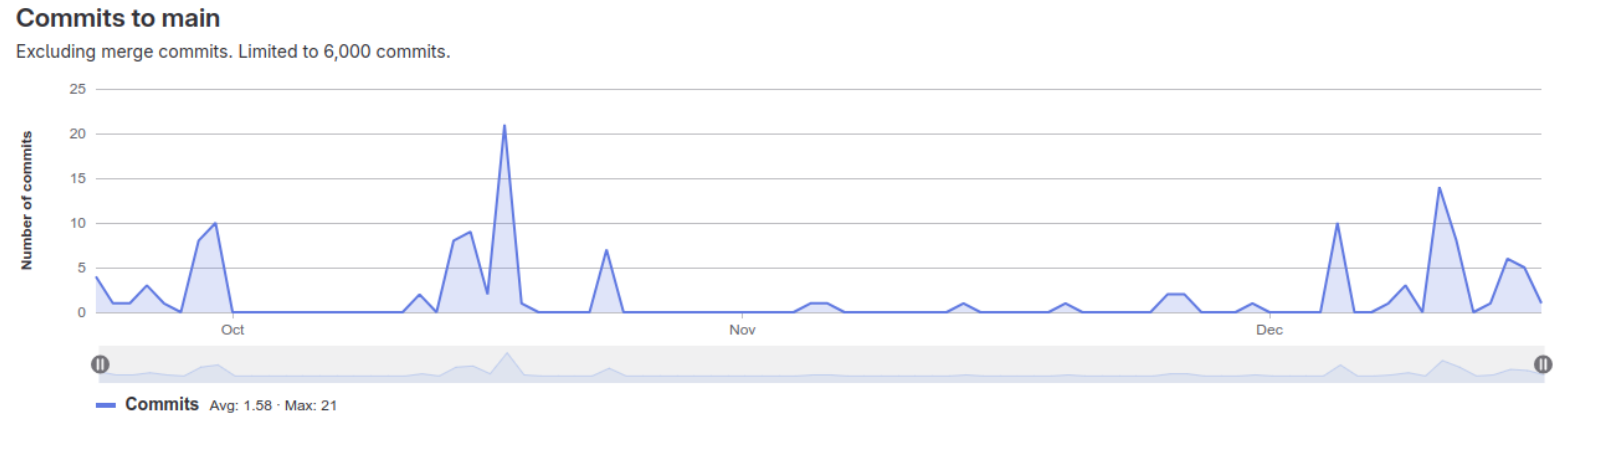 Commits to main
Excluding merge commits. Limited to 6,000 commits.
Number of commits
25
20
15
10
5
0
Oct
Nov
Dec
Commits Avg: 1.58 · Max: 21